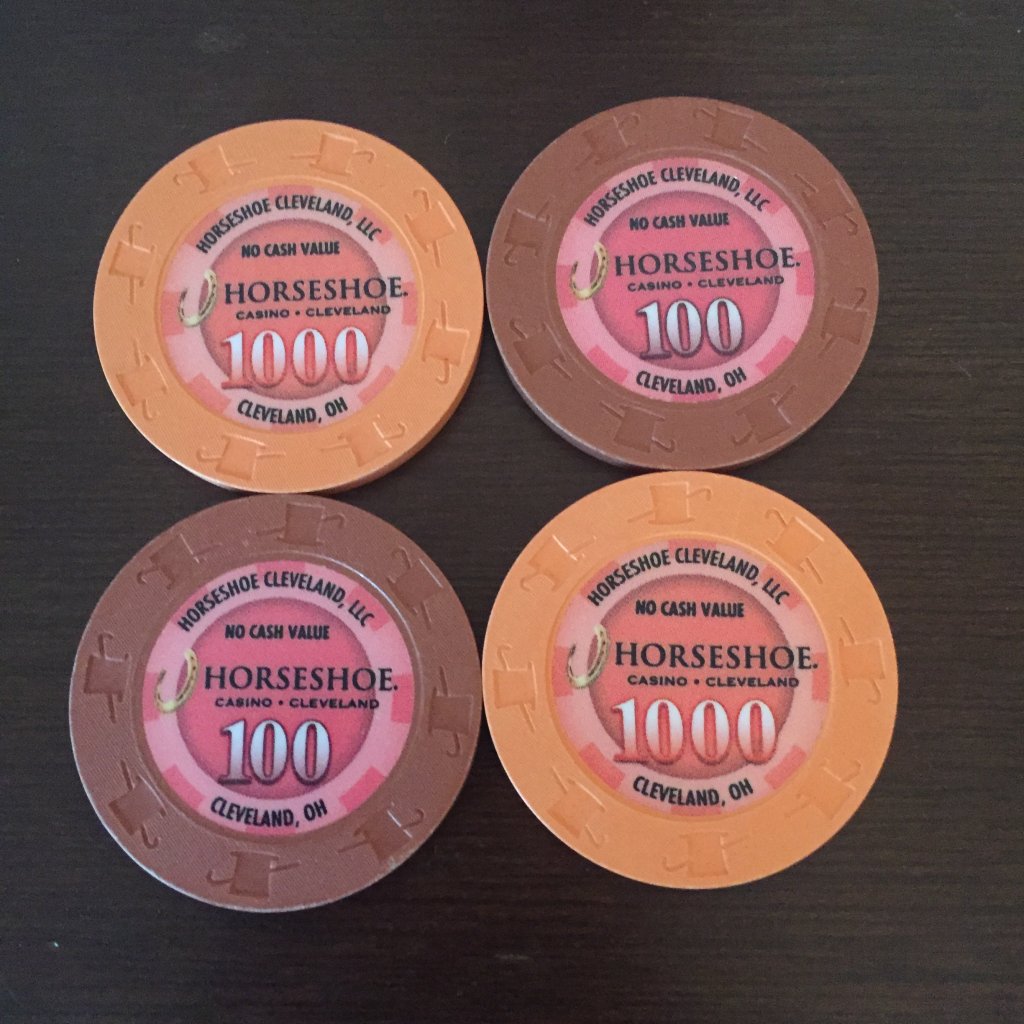 HORSESHOE CLEVELAND, LLC
NO CASH VALUE
HORSESHOE.
CASINO • CLEVELAND
1000
CLEVELAND, OH
HORSESHOE CLEVELAND, LLC
NO CASH VALUE
HORSESHOE.
CASINO • CLEVELAND
100
CLEVELAND, OH
HORSESHOE CLEVELAND, LLC
NO CASH VALUE
HORSESHOE.
CASINO • CLEVELAND
100
CLEVELAND, OH
HORSESHOE CLEVELAND, LLC
NO CASH VALUE
HORSESHOE.
CASINO • CLEVELAND
1000
CLEVELAND, OH